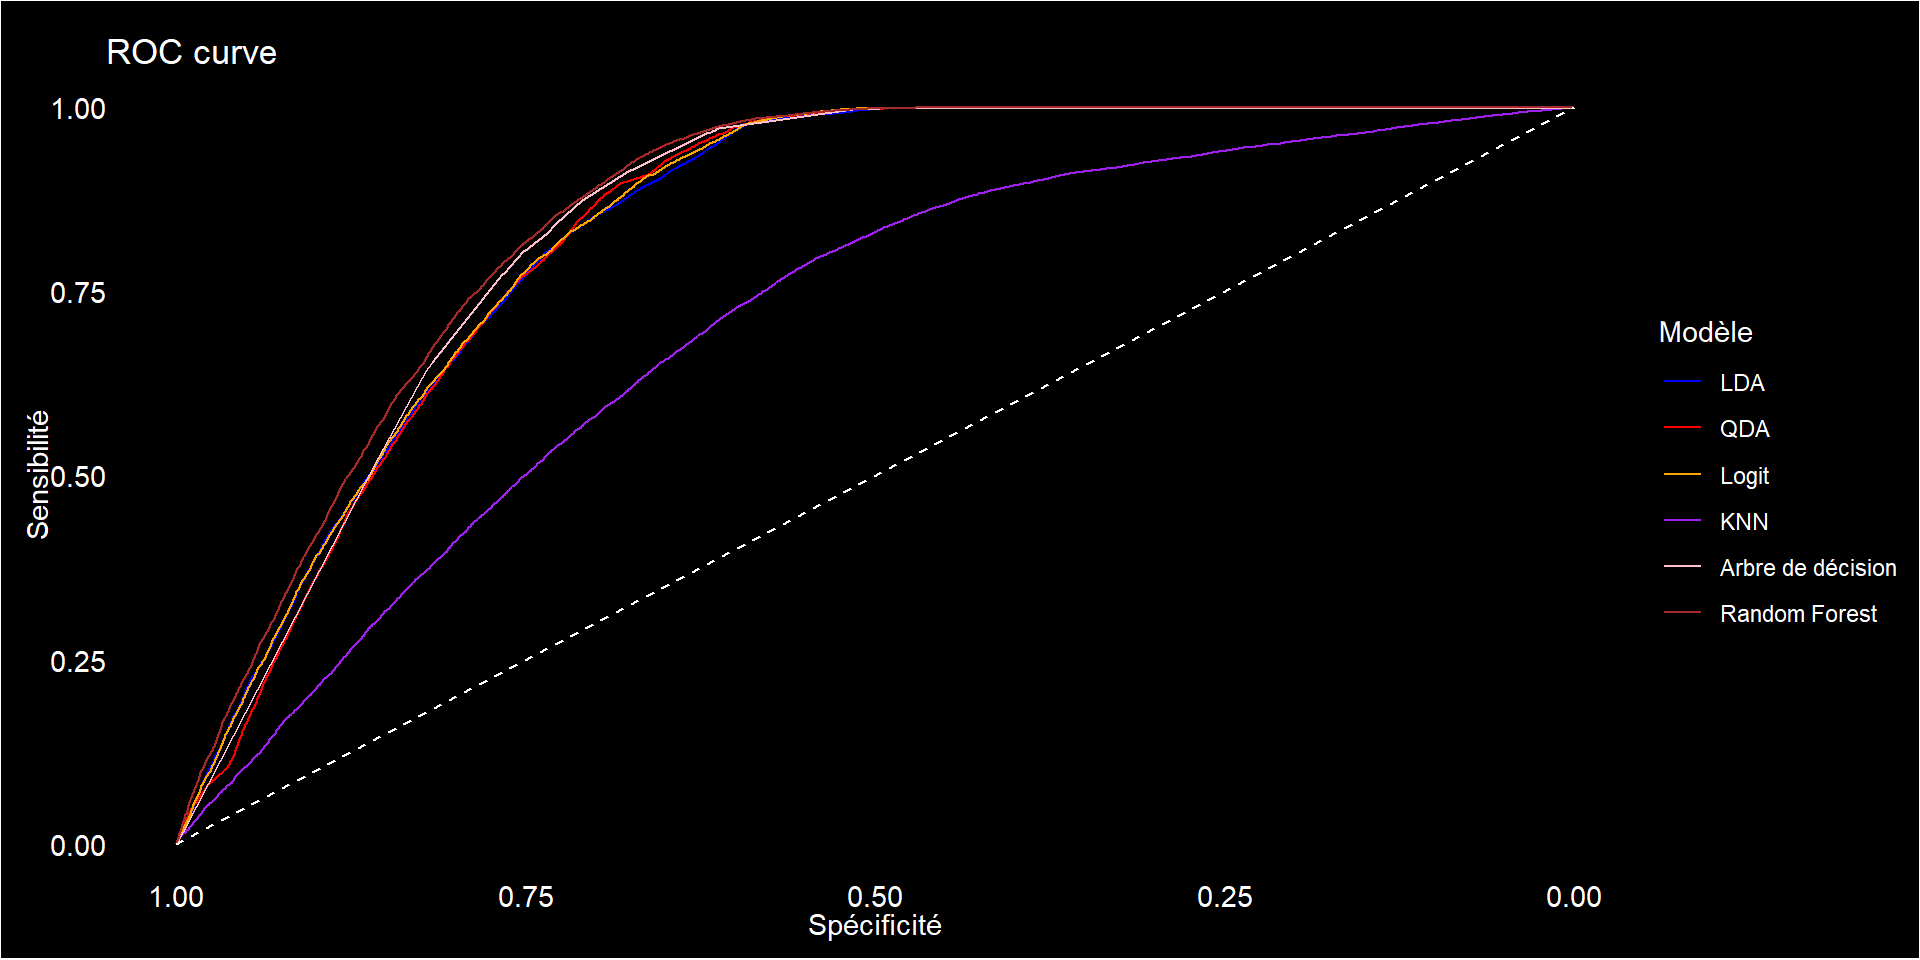 ROC curve
1.00
0.75
0.50
0.25
0.00
Sensibilité
1.00 0.75 0.50 0.25 0.00
Spécificité
Modèle
LDA
QDA
Logit
KNN
Arbre de décision
Random Forest